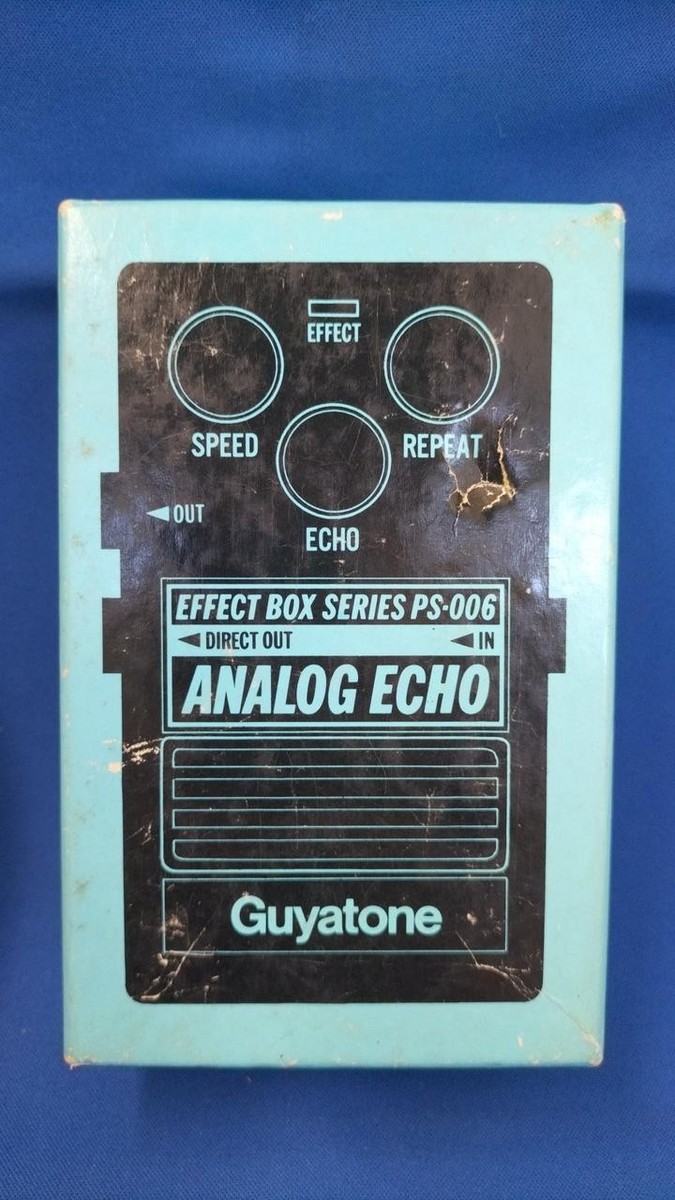 EFFECT
SPEED
REPEAT
ECHO
OUT
EFFECT BOX SERIES PS-006
DIRECT OUT
IN
ANALOG ECHO
Guyatone